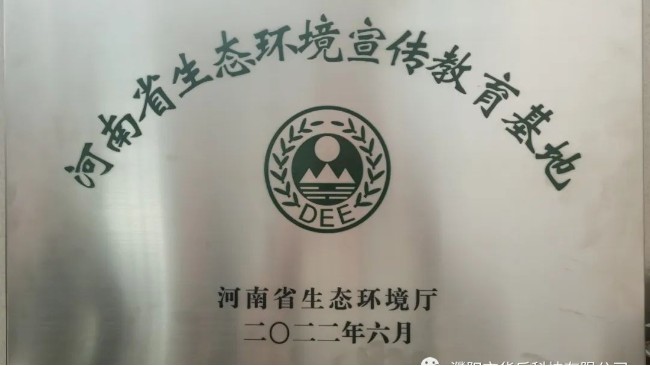 河南省生态环境宣传教育基地
DEE
河南省生态环境厅
二〇二二年六月